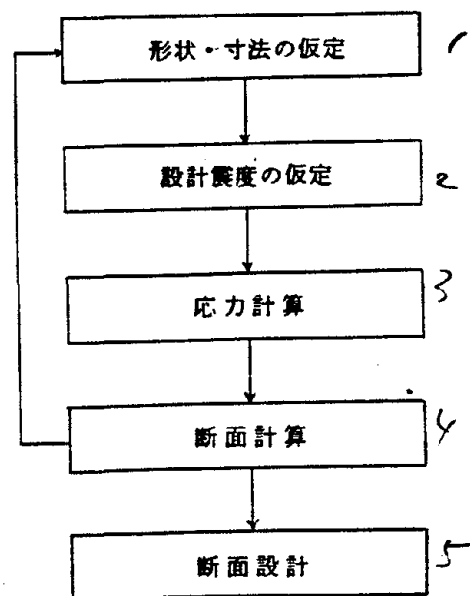 形状・寸法の仮定 1
設計震度の仮定 2
応力計算 3
断面計算 4
断面設計 5